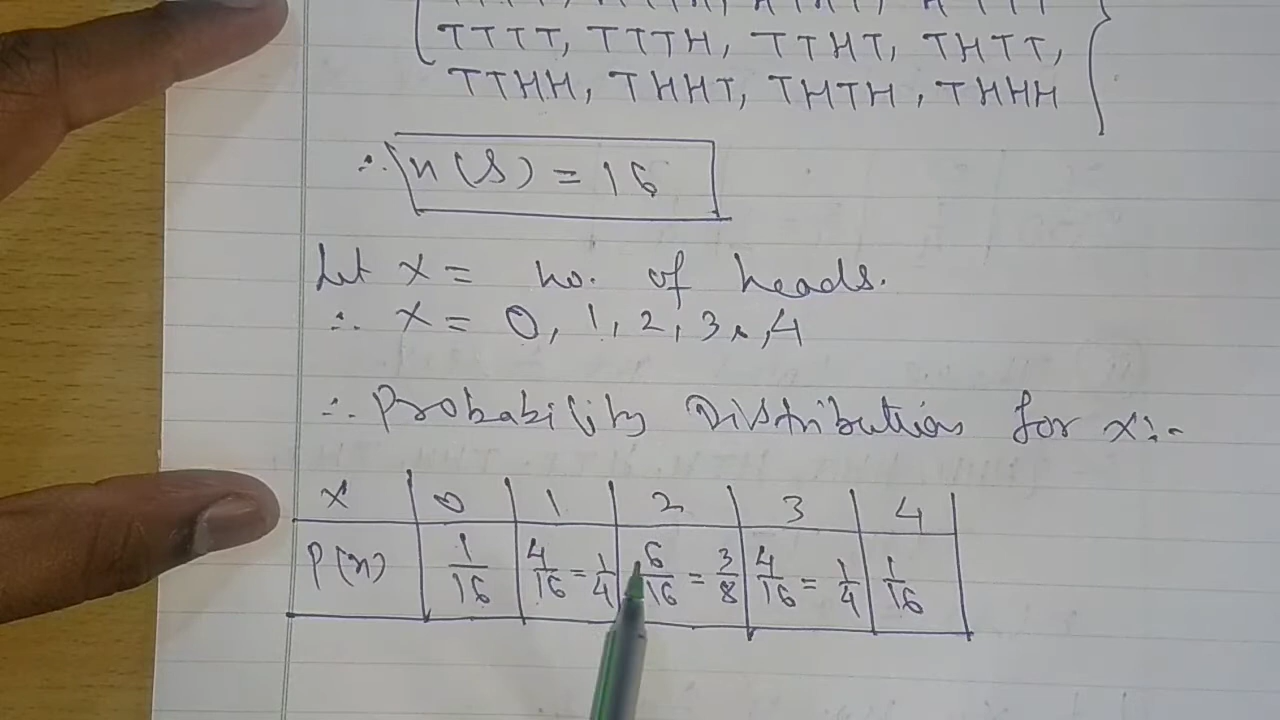 TTTT, TTTH, TTHT, THTT,
TTHH, THHT, THTH, THHH
∴ n(S) = 16
Let X = no. of heads.
∴ X = 0, 1, 2, 3, 4
∴ Probability Distribution for x:-
X 0 1 2 3 4
P(x) 1/16 4/16 = 1/4 6/16 = 3/8 4/16 = 1/4 1/16